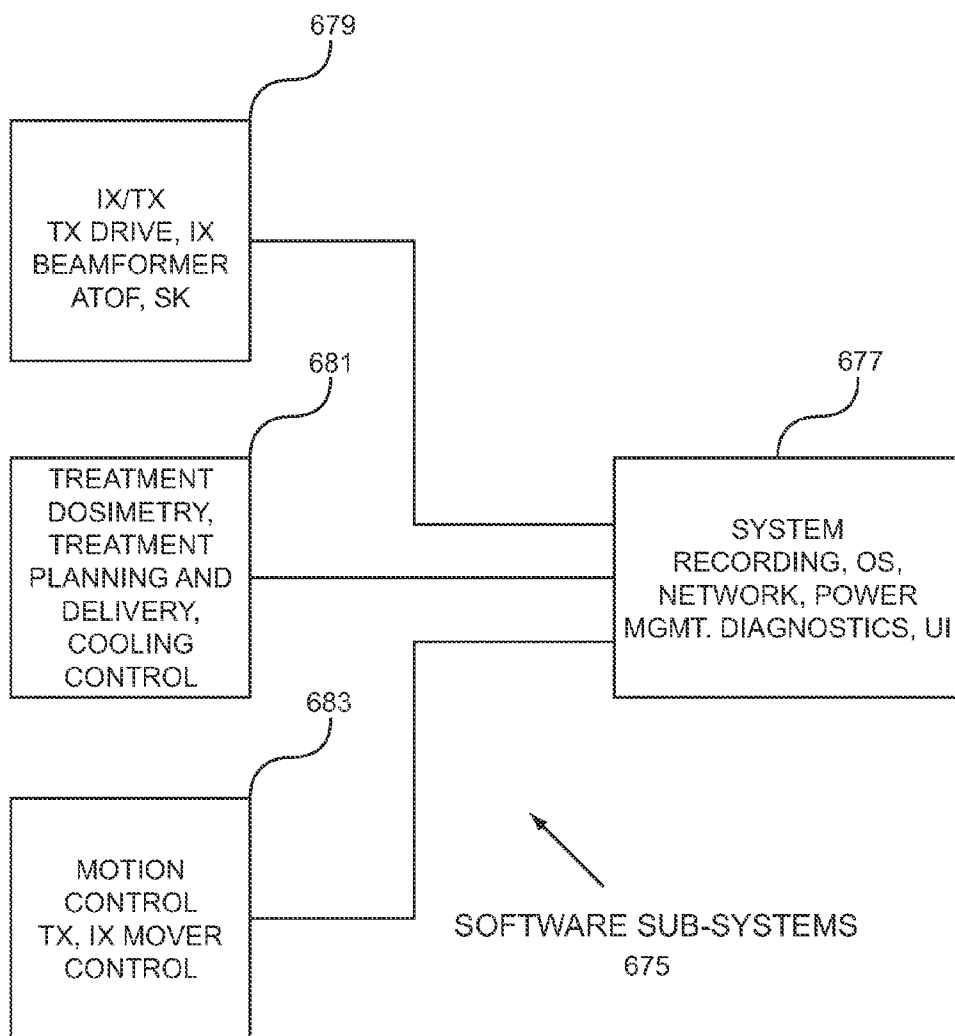 679
IX/TX
TX DRIVE, IX
BEAMFORMER
ATOF, SK
681
TREATMENT
DOSIMETRY,
TREATMENT
PLANNING AND
DELIVERY,
COOLING
CONTROL
677
SYSTEM
RECORDING, OS,
NETWORK, POWER
MGMT. DIAGNOSTICS, UI
683
MOTION
CONTROL
TX, IX MOVER
CONTROL
SOFTWARE SUB-SYSTEMS
675